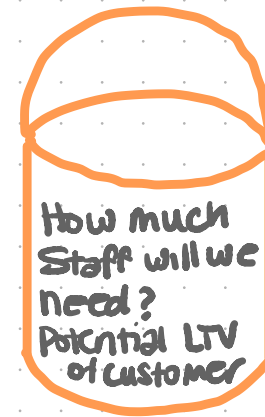 How much
Staff will we
need?
Potential LTV
of customer